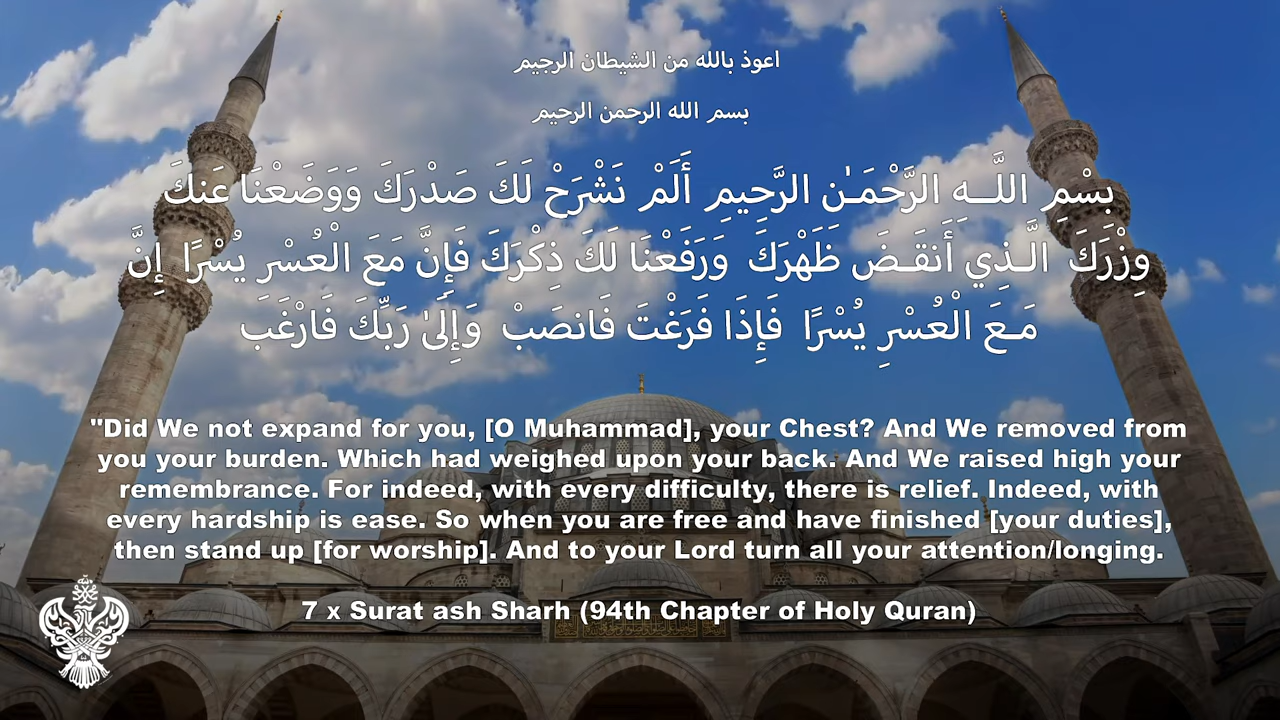 اعوذ بالله من الشيطان الرجيم
بسم الله الرحمن الرحيم
بِسْمِ اللَّـهِ الرَّحْمَـٰنِ الرَّحِيمِ أَلَمْ نَشْرَحْ لَكَ صَدْرَكَ وَوَضَعْنَا عَنكَ
وِزْرَكَ الَّـذِي أَنقَـضَ ظَهْرَكَ وَرَفَعْنَا لَكَ ذِكْرَكَ فَإِنَّ مَعَ الْعُسْرِ يُسْرًا إِنَّ
مَـعَ الْعُسْرِ يُسْرًا فَإِذَا فَرَغْتَ فَانصَبْ وَإِلَىٰ رَبِّكَ فَارْغَبَ
"Did We not expand for you, [O Muhammad], your Chest? And We removed from
you your burden. Which had weighed upon your back. And We raised high your
remembrance. For indeed, with every difficulty, there is relief. Indeed, with
every hardship is ease. So when you are free and have finished [your duties],
then stand up [for worship]. And to your Lord turn all your attention/longing.
7 x Surat ash Sharh (94th Chapter of Holy Quran)